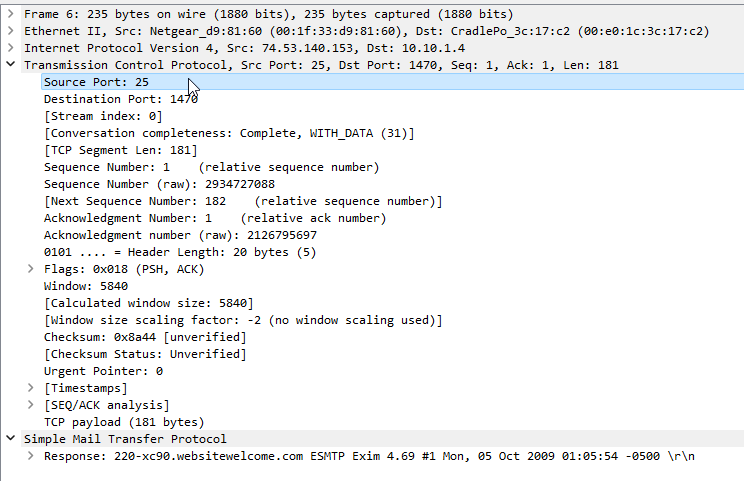 Frame 6: 235 bytes on wire (1880 bits), 235 bytes captured (1880 bits)
Ethernet II, Src: Netgear_d9:81:60 (00:1f:33:d9:81:60), Dst: CradlePo_3c:17:c2 (00:e0:1c:3c:17:c2)
Internet Protocol Version 4, Src: 74.53.140.153, Dst: 10.10.1.4
Transmission Control Protocol, Src Port: 25, Dst Port: 1470, Seq: 1, Ack: 1, Len: 181
Source Port: 25
Destination Port: 1470
[Stream index: 0]
[Conversation completeness: Complete, WITH_DATA (31)]
[TCP Segment Len: 181]
Sequence Number: 1    (relative sequence number)
Sequence Number (raw): 2934727088
[Next Sequence Number: 182    (relative sequence number)]
Acknowledgment Number: 1    (relative ack number)
Acknowledgment number (raw): 2126795697
0101 .... = Header Length: 20 bytes (5)
Flags: 0x018 (PSH, ACK)
Window: 5840
[Calculated window size: 5840]
[Window size scaling factor: -2 (no window scaling used)]
Checksum: 0x8a44 [unverified]
[Checksum Status: Unverified]
Urgent Pointer: 0
[Timestamps]
[SEQ/ACK analysis]
TCP payload (181 bytes)
Simple Mail Transfer Protocol
Response: 220-xc90.websitewelcome.com ESMTP Exim 4.69 #1 Mon, 05 Oct 2009 01:05:54 -0500 \r\n